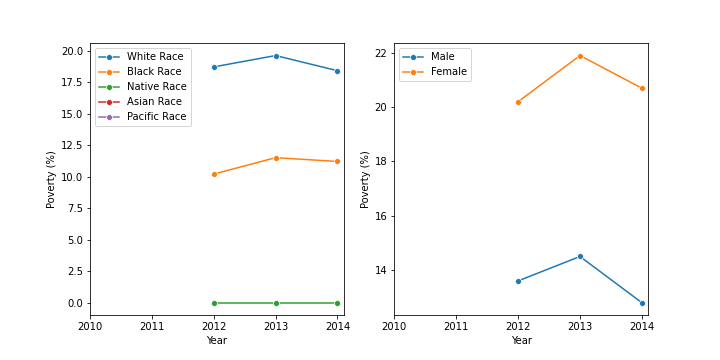 20.0
17.5
15.0
12.5
10.0
7.5
5.0
2.5
0.0
Poverty (%)
White Race
Black Race
Native Race
Asian Race
Pacific Race
2010 2011 2012 2013 2014
Year
22
20
18
16
14
Poverty (%)
Male
Female
2010 2011 2012 2013 2014
Year